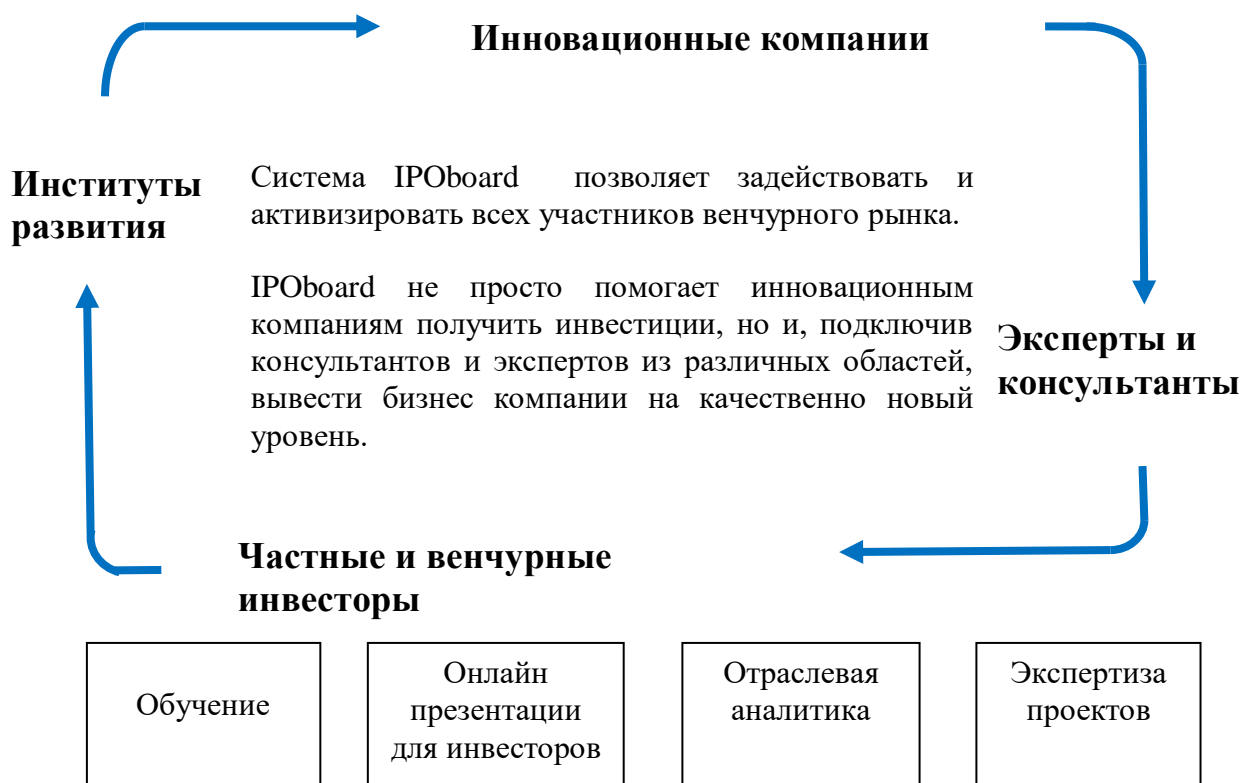 Инновационные компании
Институты
развития
Система IPOboard позволяет задействовать и
активизировать всех участников венчурного рынка.
IPOboard не просто помогает инновационным
компаниям получить инвестиции, но и, подключив
консультантов и экспертов из различных областей,
вывести бизнес компании на качественно новый
уровень.
Эксперты и
консультанты
Частные и венчурные
инвесторы
Обучение
Онлайн
презентации
для инвесторов
Отраслевая
аналитика
Экспертиза
проектов